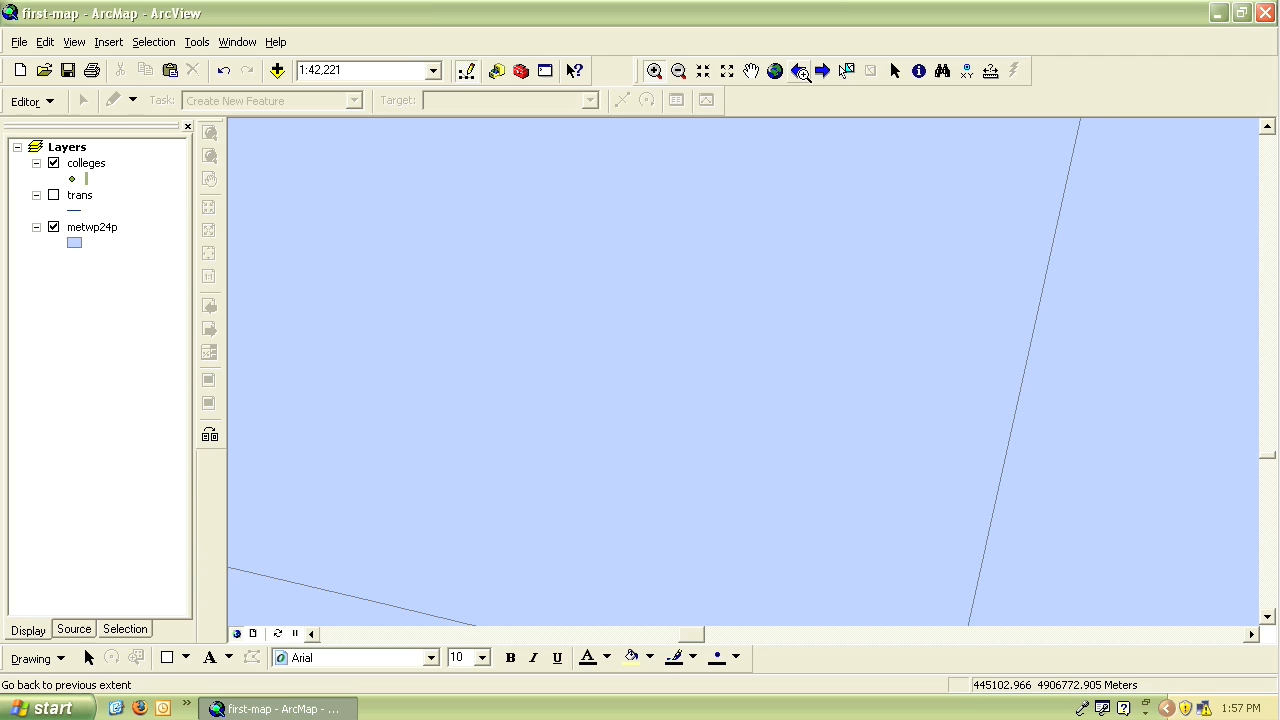 first-map - ArcMap - ArcView
File Edit View Insert Selection Tools Window Help
1:42,221
Editor Task: Create New Feature Target:
Layers
colleges
trans
metwp24p
1:1
Display Source Selection
Drawing A Arial 10 B I U A
Go back to previous extent 445102.966 4906772.905 Meters
start first-map - ArcMap - ... 1:57 PM